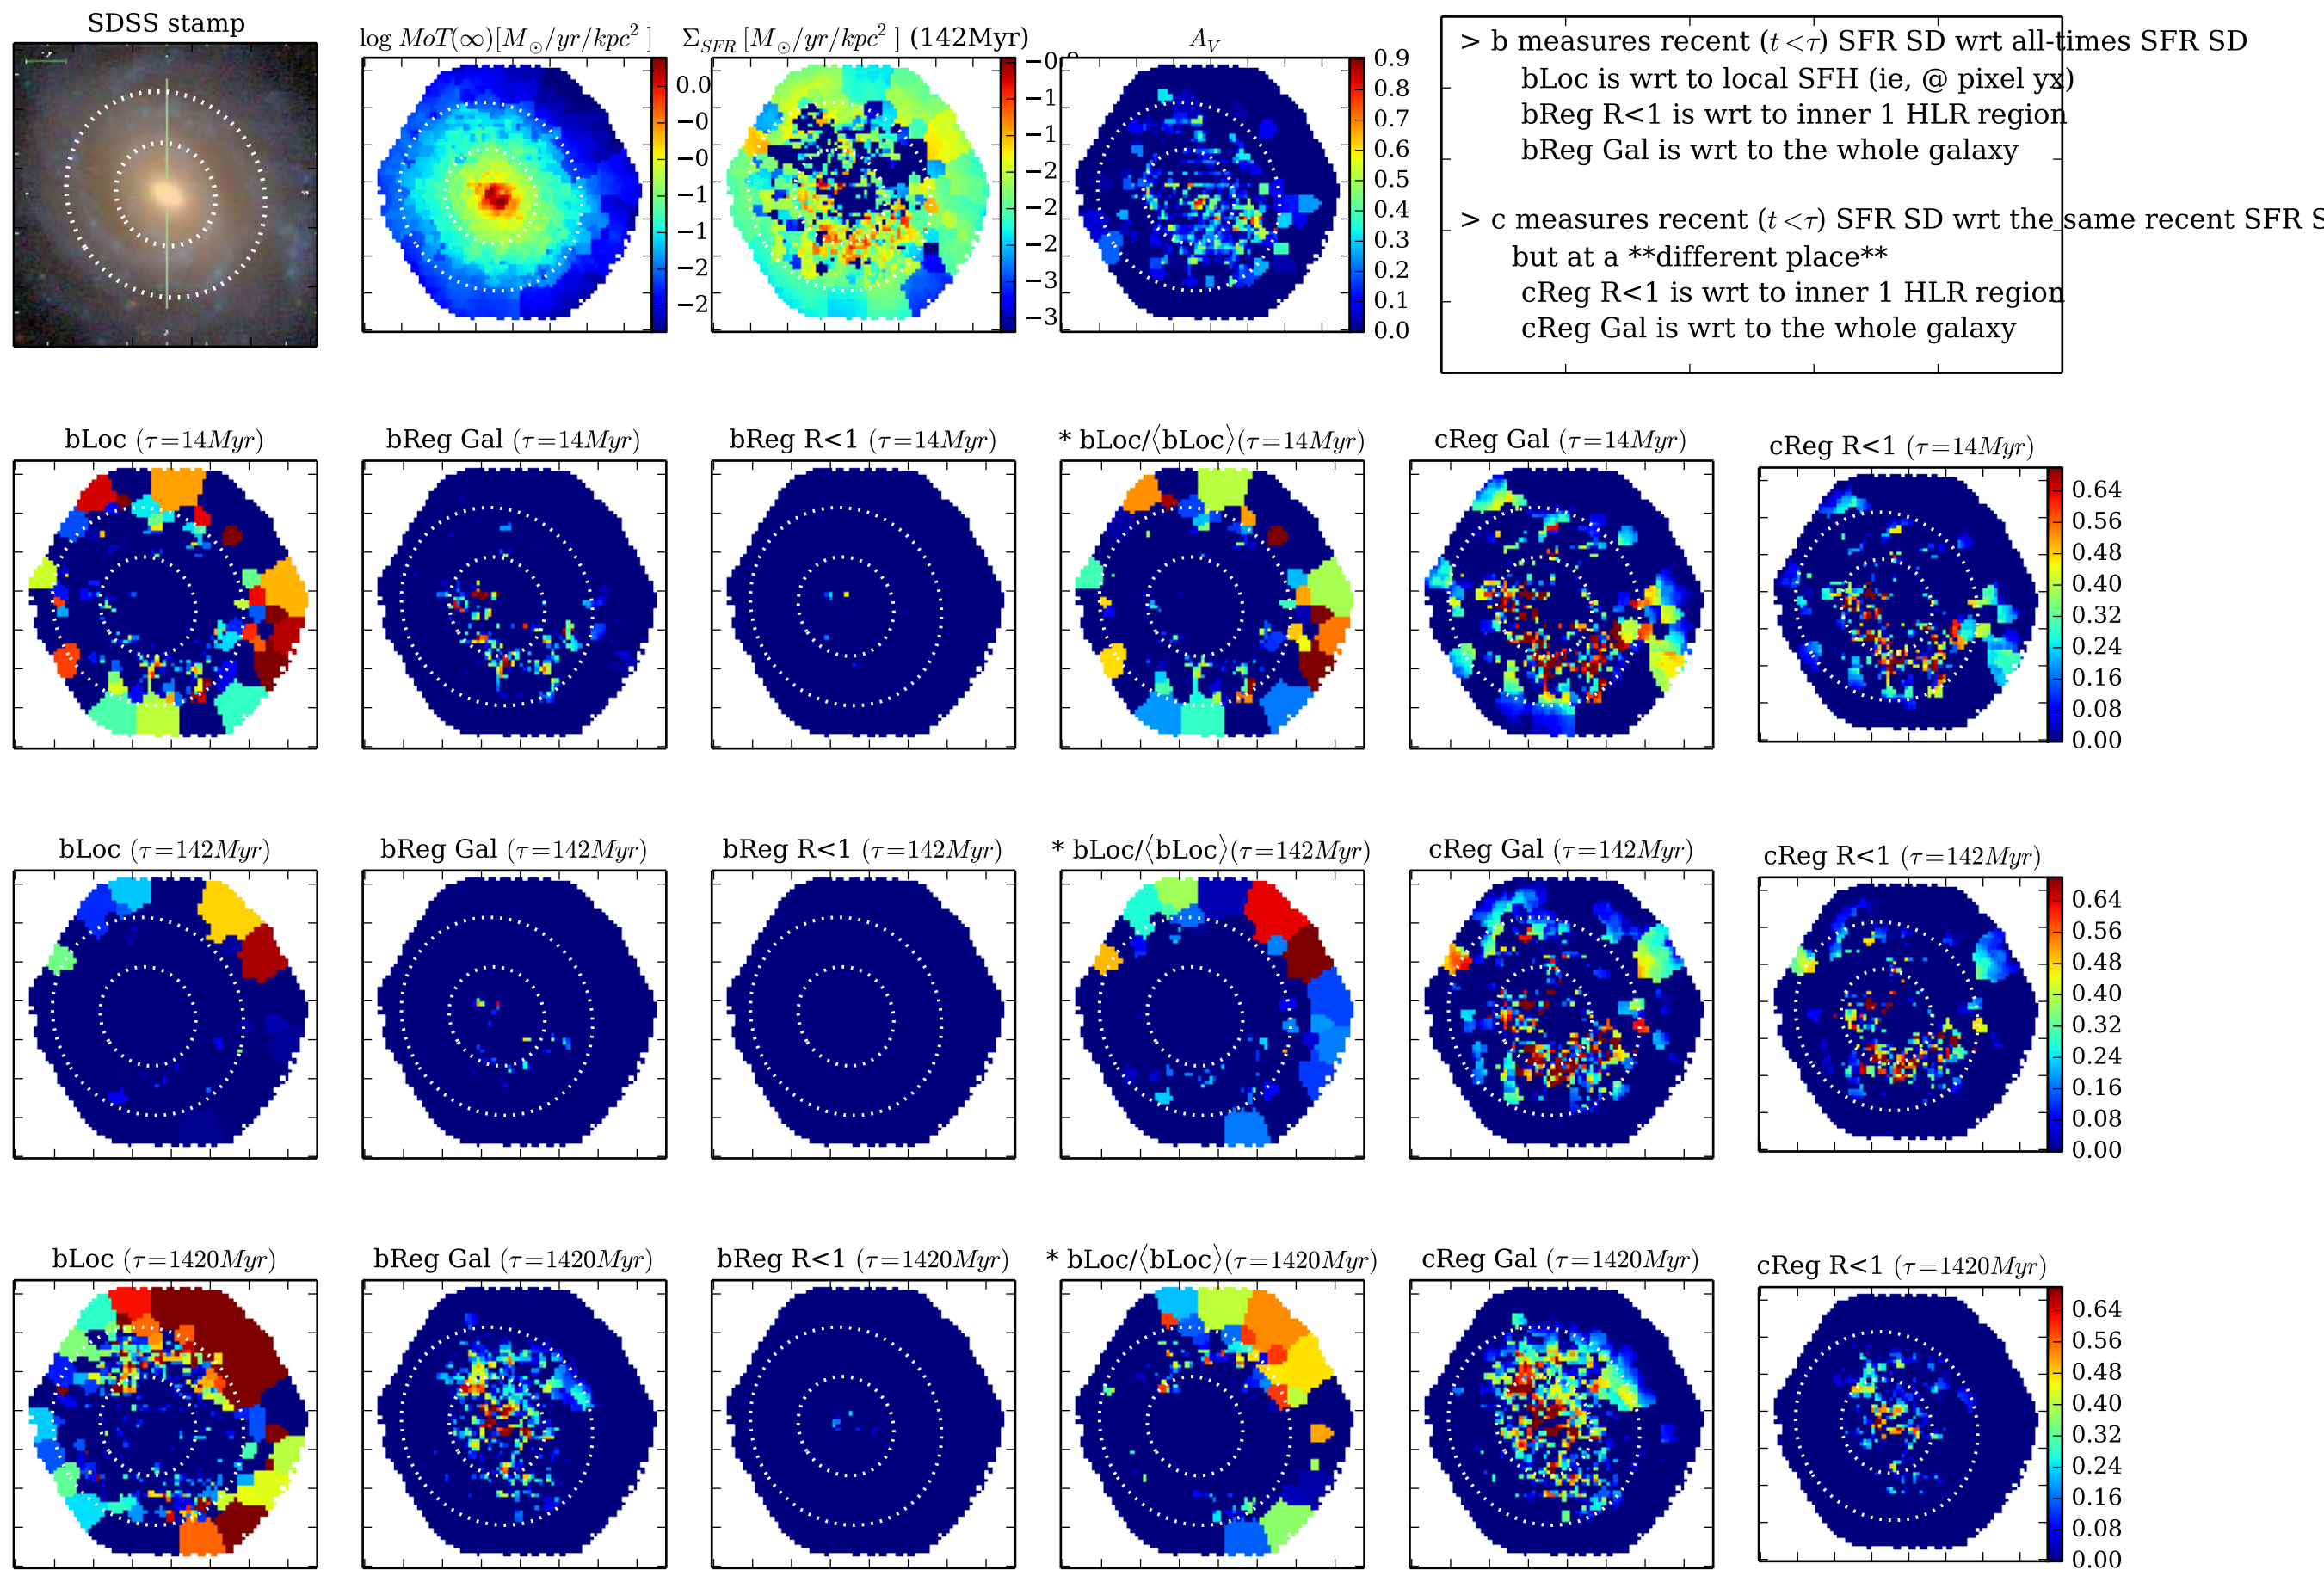 SDSS stamp
log MoT(∞)[M⊙/yr/kpc² ]
Σ_SFR [M⊙/yr/kpc² ] (142Myr)
A_V
0.0
−0
−0
−1
−1
−2
−2
−0
−1
−1
−2
−2
−2
−3
−3
0.9
0.8
0.7
0.6
0.5
0.4
0.3
0.2
0.1
0.0
> b measures recent (t<τ) SFR SD wrt all-times SFR SD
bLoc is wrt to local SFH (ie, @ pixel yx)
bReg R<1 is wrt to inner 1 HLR region
bReg Gal is wrt to the whole galaxy
> c measures recent (t<τ) SFR SD wrt the same recent SFR S
but at a **different place**
cReg R<1 is wrt to inner 1 HLR region
cReg Gal is wrt to the whole galaxy
bLoc (τ=14Myr)
bReg Gal (τ=14Myr)
bReg R<1 (τ=14Myr)
* bLoc/⟨bLoc⟩(τ=14Myr)
cReg Gal (τ=14Myr)
cReg R<1 (τ=14Myr)
0.64
0.56
0.48
0.40
0.32
0.24
0.16
0.08
0.00
bLoc (τ=142Myr)
bReg Gal (τ=142Myr)
bReg R<1 (τ=142Myr)
* bLoc/⟨bLoc⟩(τ=142Myr)
cReg Gal (τ=142Myr)
cReg R<1 (τ=142Myr)
0.64
0.56
0.48
0.40
0.32
0.24
0.16
0.08
0.00
bLoc (τ=1420Myr)
bReg Gal (τ=1420Myr)
bReg R<1 (τ=1420Myr)
* bLoc/⟨bLoc⟩(τ=1420Myr)
cReg Gal (τ=1420Myr)
cReg R<1 (τ=1420Myr)
0.64
0.56
0.48
0.40
0.32
0.24
0.16
0.08
0.00